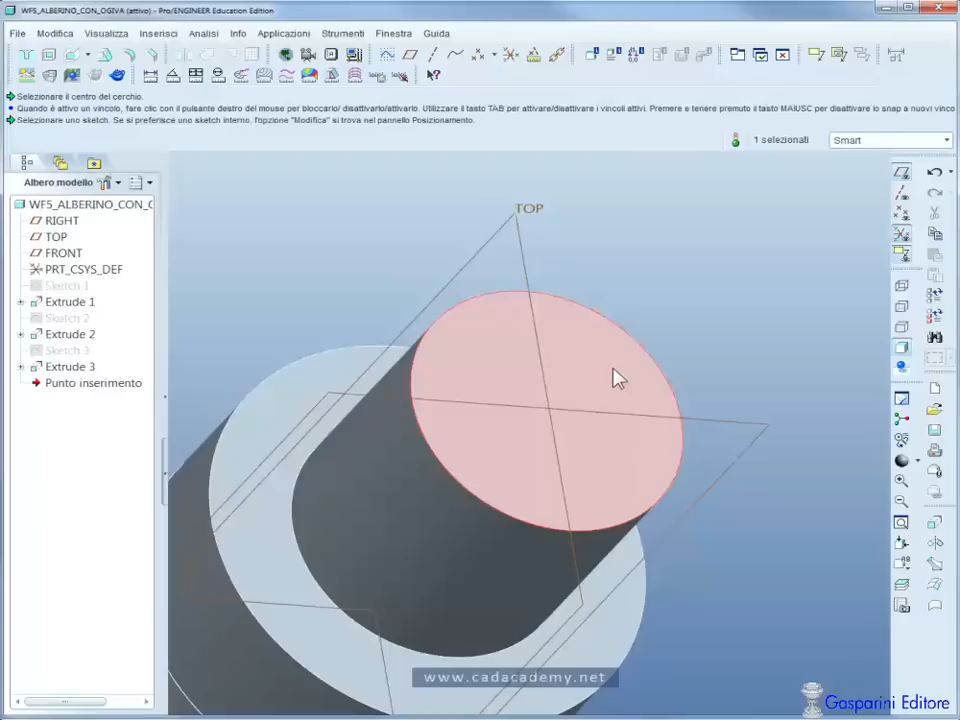 WF5_ALBERINO_CON_OGIVA (attivo) - Pro/ENGINEER Education Edition
File Modifica Visualizza Inserisci Analisi Info Applicazioni Strumenti Finestra Guida
Selezionare il centro del cerchio.
Quando è attivo un vincolo, fare clic con il pulsante destro del mouse per bloccarlo/ disattivarlo/attivarlo. Utilizzare il tasto TAB per attivare/disattivare i vincoli attivi. Premere e tenere premuto il tasto MAIUSC per disattivare lo snap a nuovi vinco
Selezionare uno sketch. Se si preferisce uno sketch interno, l'opzione "Modifica" si trova nel pannello Posizionamento.
1 selezionati Smart
Albero modello
WF5_ALBERINO_CON_O
RIGHT
TOP
FRONT
PRT_CSYS_DEF
Sketch 1
Extrude 1
Sketch 2
Extrude 2
Sketch 3
Extrude 3
Punto inserimento
TOP
www.cadacademy.net
Gasparini Editore